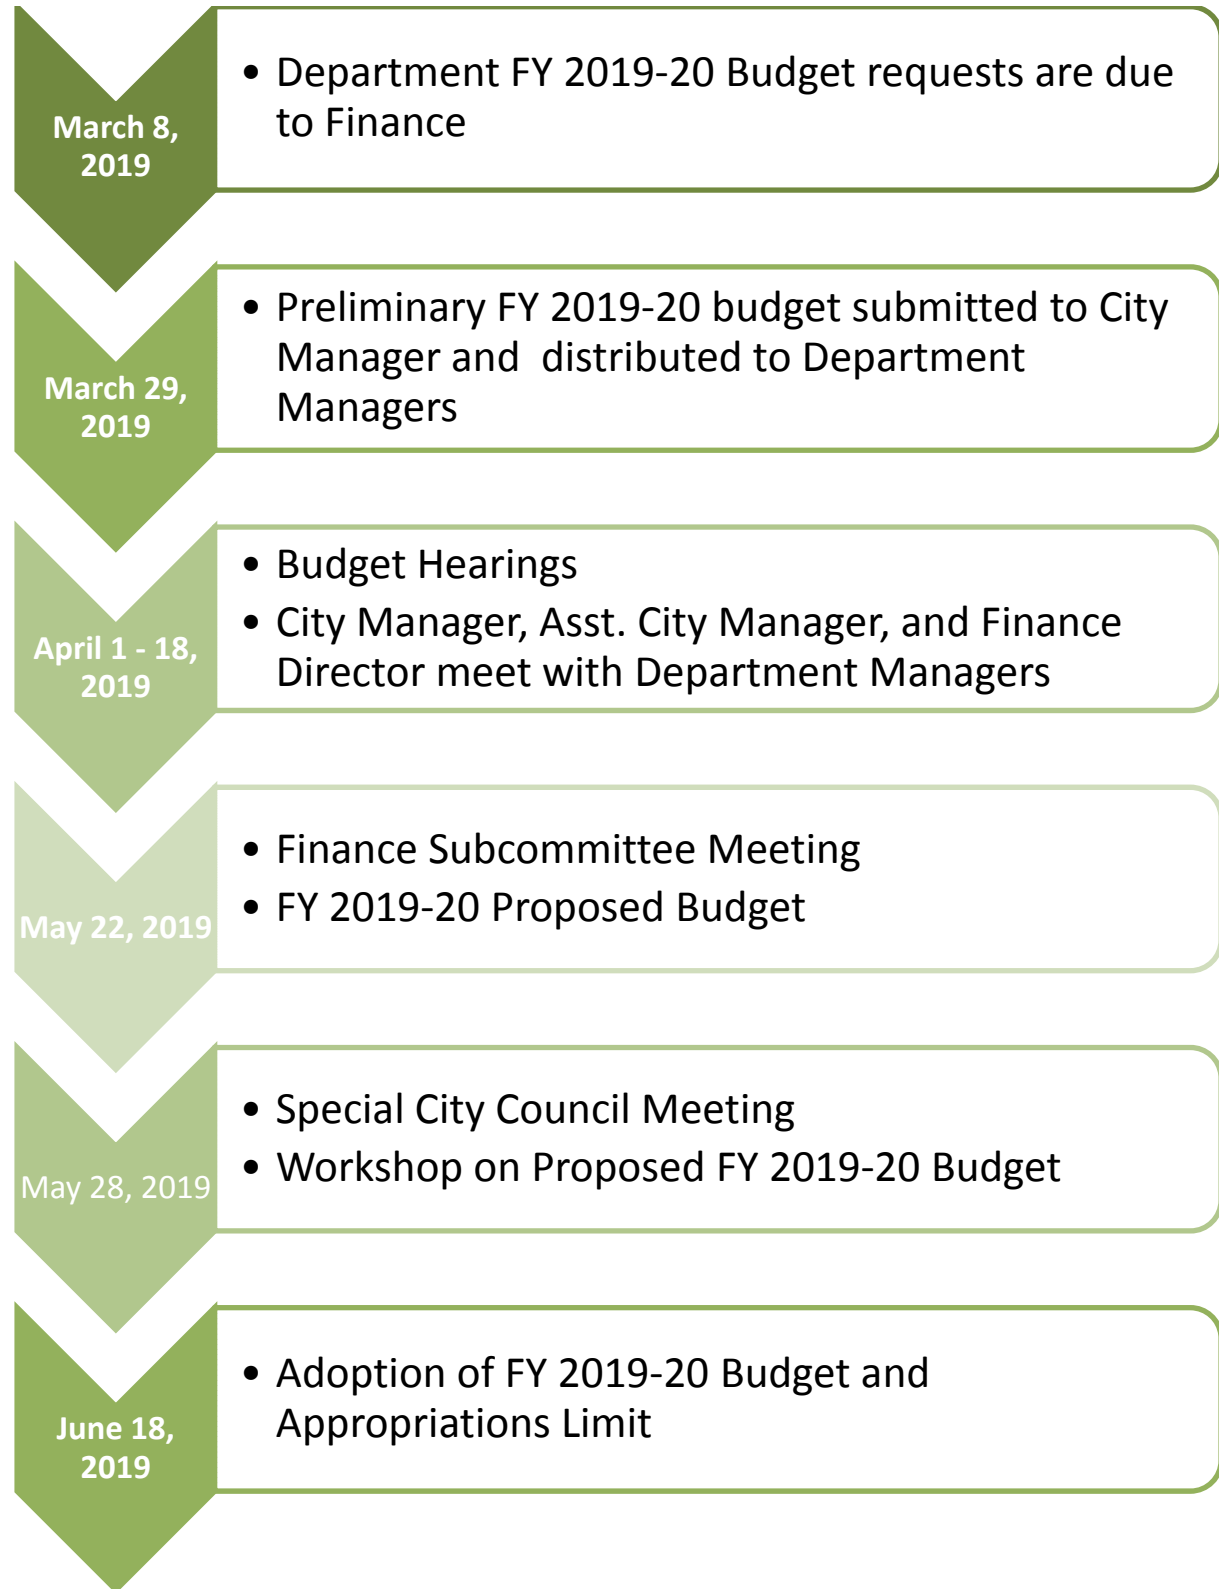 March 8,
2019
• Department FY 2019-20 Budget requests are due
to Finance
March 29,
2019
• Preliminary FY 2019-20 budget submitted to City
Manager and  distributed to Department
Managers
April 1 - 18,
2019
• Budget Hearings
• City Manager, Asst. City Manager, and Finance
Director meet with Department Managers
May 22, 2019
• Finance Subcommittee Meeting
• FY 2019-20 Proposed Budget
May 28, 2019
• Special City Council Meeting
• Workshop on Proposed FY 2019-20 Budget
June 18,
2019
• Adoption of FY 2019-20 Budget and
Appropriations Limit